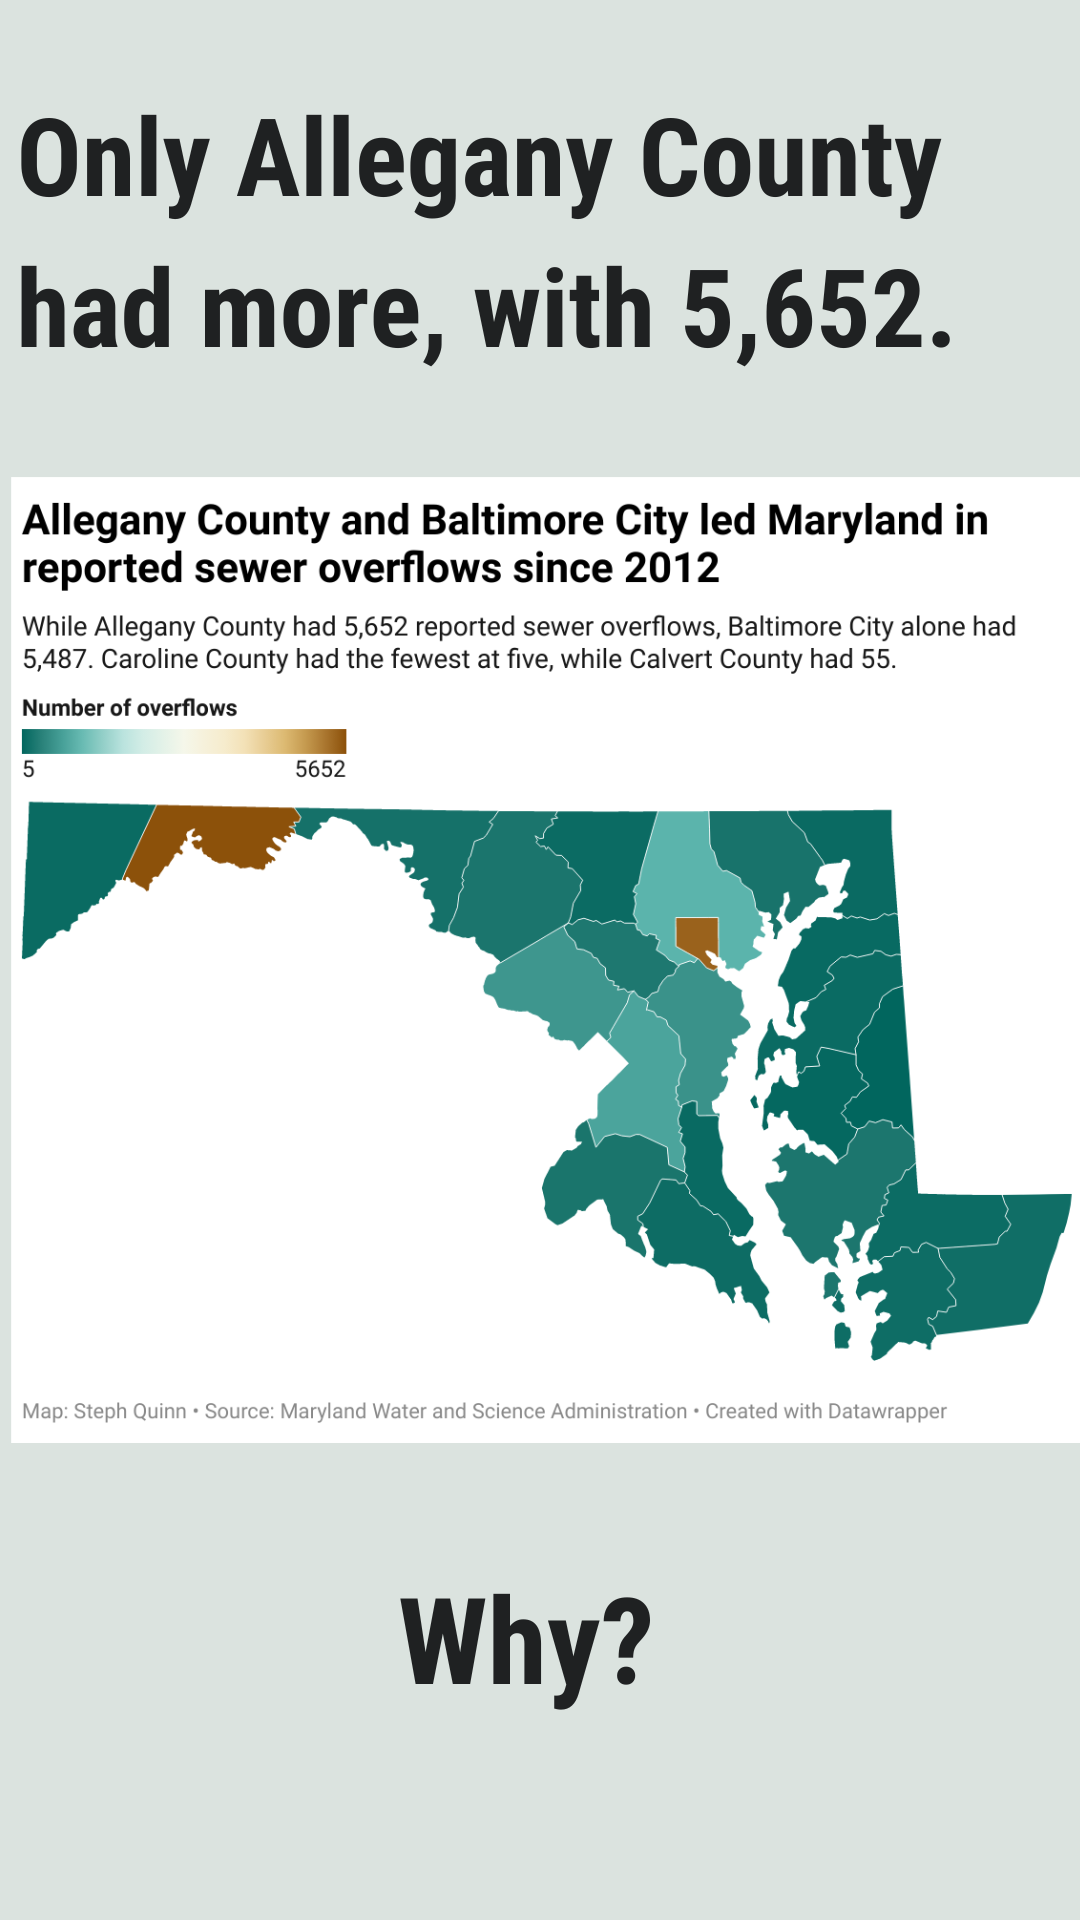 Only Allegany County
had more, with 5,652.
Allegany County and Baltimore City led Maryland in
reported sewer overflows since 2012
While Allegany County had 5,652 reported sewer overflows, Baltimore City alone had
5,487. Caroline County had the fewest at five, while Calvert County had 55.
Number of overflows
5 5652
Map: Steph Quinn • Source: Maryland Water and Science Administration • Created with Datawrapper
Why?